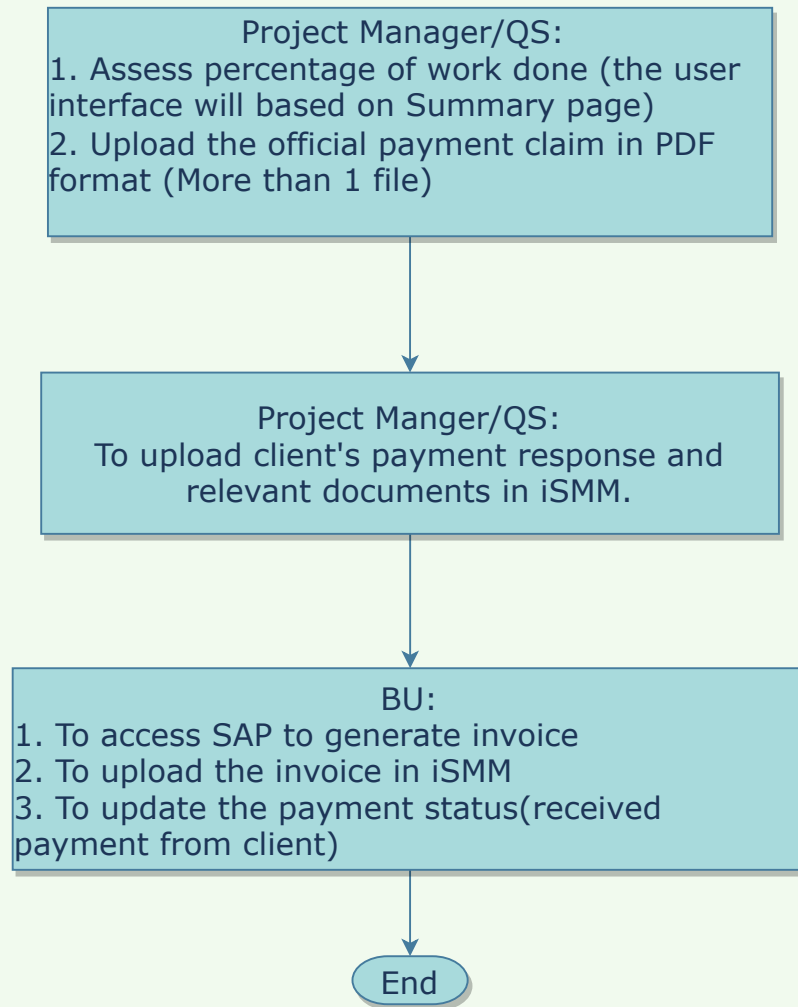 Project Manager/QS:
1. Assess percentage of work done (the user
interface will based on Summary page)
2. Upload the official payment claim in PDF
format (More than 1 file)
Project Manger/QS:
To upload client's payment response and
relevant documents in iSMM.
BU:
1. To access SAP to generate invoice
2. To upload the invoice in iSMM
3. To update the payment status(received
payment from client)
End